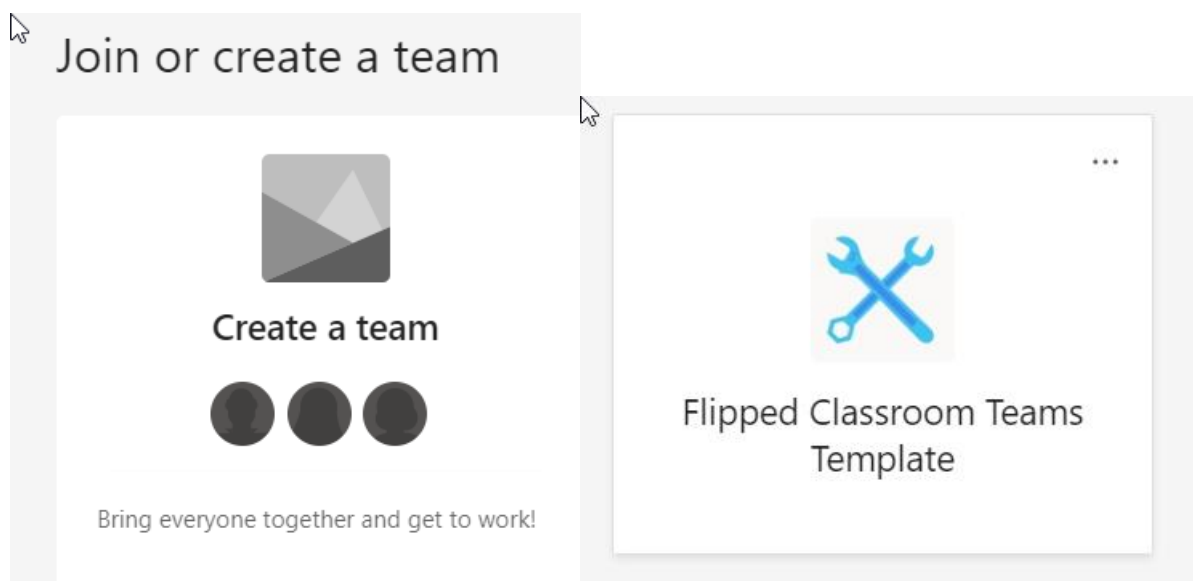 Join or create a team
Create a team
Bring everyone together and get to work!
Flipped Classroom Teams
Template